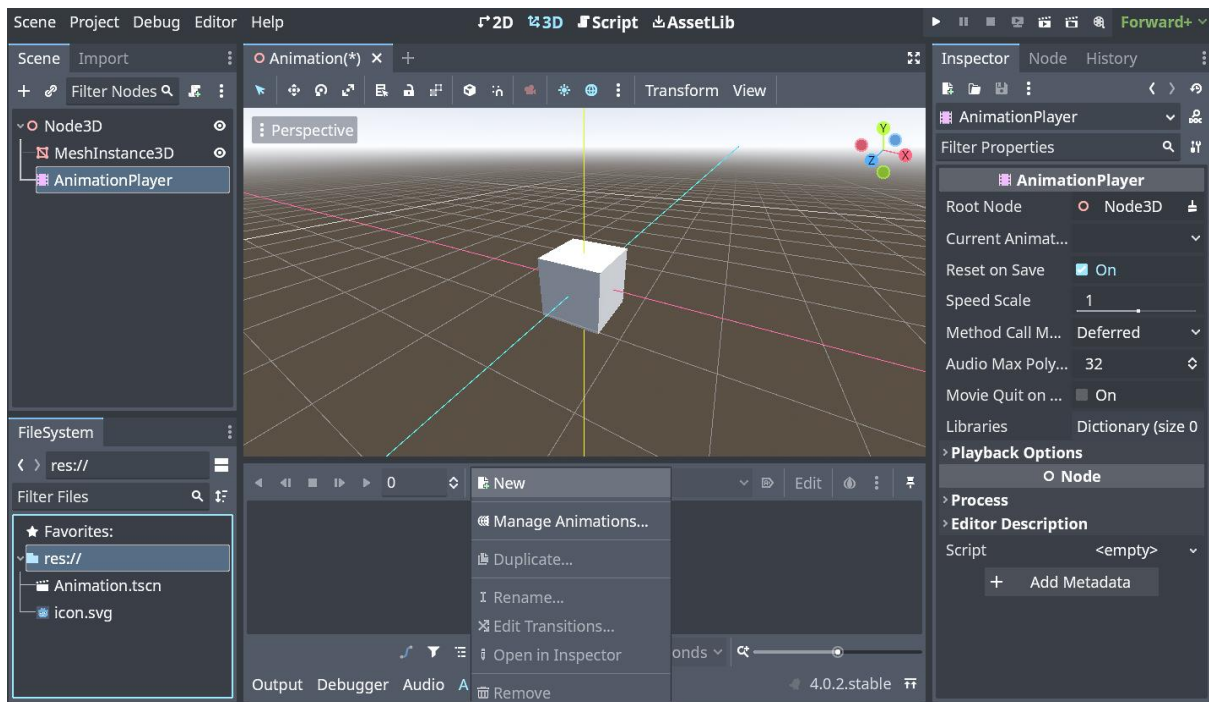 Scene Project Debug Editor Help
2D 3D Script AssetLib
Forward+
Scene Import
Filter Nodes
Node3D
MeshInstance3D
AnimationPlayer
Animation(*)
Transform View
Perspective
Y
X
Z
FileSystem
res://
Filter Files
Favorites:
res://
Animation.tscn
icon.svg
0
Edit
New
Manage Animations...
Duplicate...
Rename...
Edit Transitions...
Open in Inspector
Remove
onds
Output Debugger Audio A
4.0.2.stable
Inspector Node History
AnimationPlayer
DOC
Filter Properties
AnimationPlayer
Root Node Node3D
Current Animat...
Reset on Save On
Speed Scale 1
Method Call M... Deferred
Audio Max Poly... 32
Movie Quit on ... On
Libraries Dictionary (size 0
Playback Options
Node
Process
Editor Description
Script <empty>
+ Add Metadata